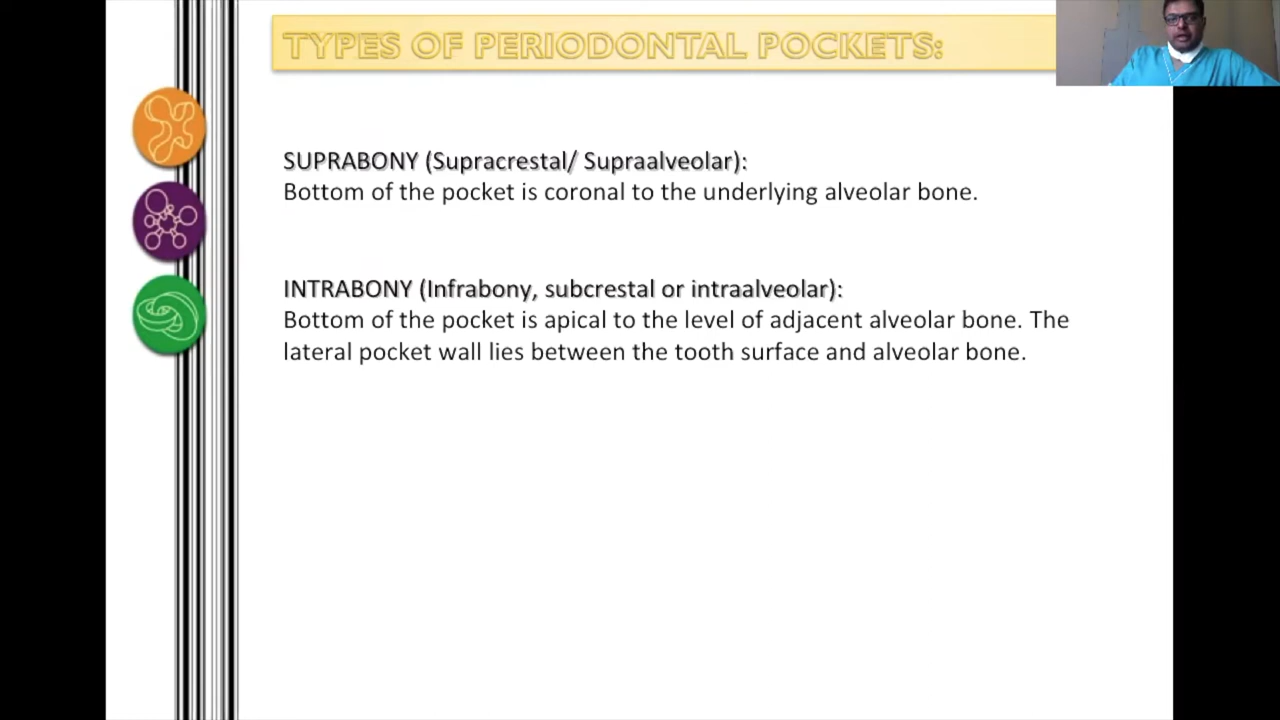 TYPES OF PERIODONTAL POCKETS:
SUPRABONY (Supracrestal/ Supraalveolar):
Bottom of the pocket is coronal to the underlying alveolar bone.
INTRABONY (Infrabony, subcrestal or intraalveolar):
Bottom of the pocket is apical to the level of adjacent alveolar bone. The
lateral pocket wall lies between the tooth surface and alveolar bone.